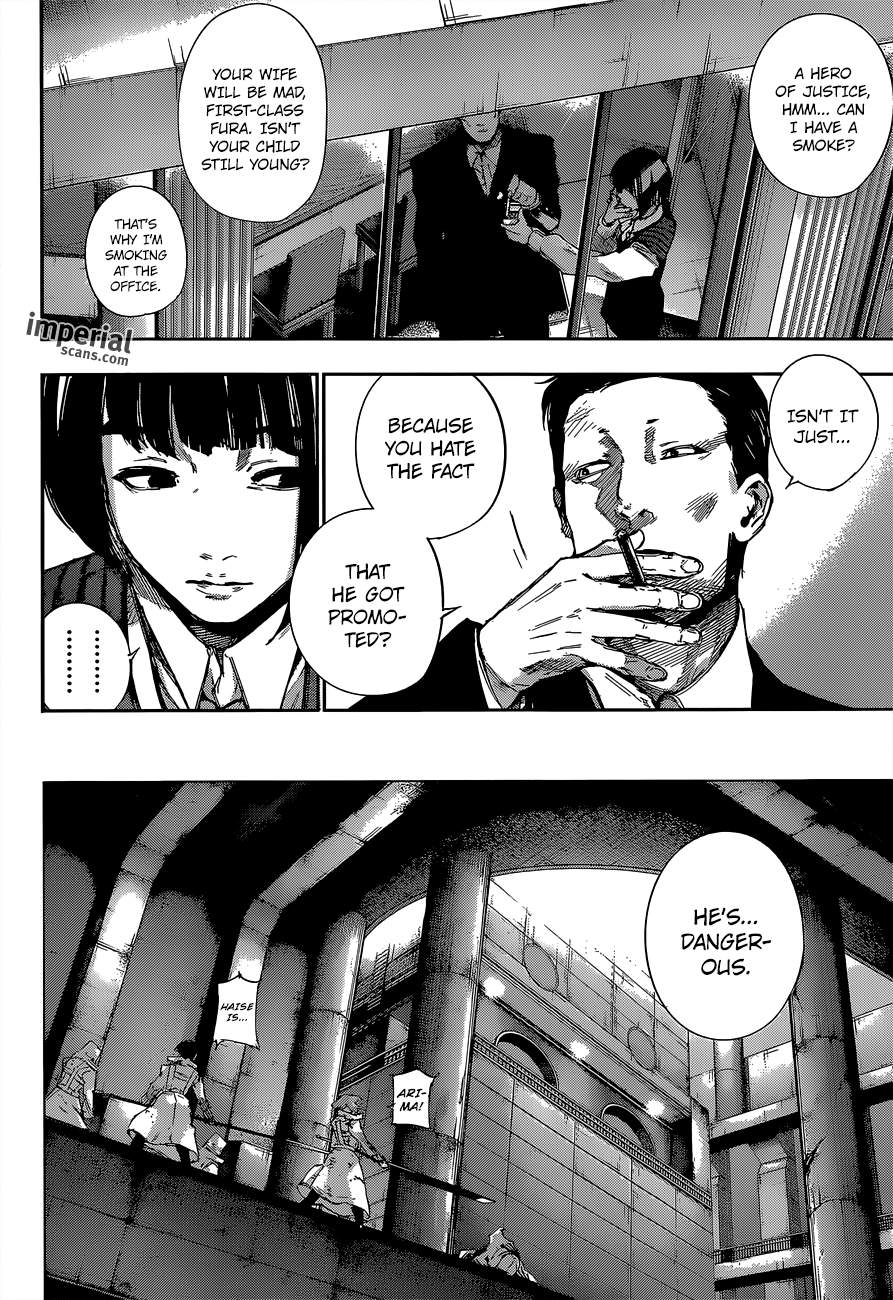 A HERO
OF JUSTICE,
HMM... CAN
I HAVE A
SMOKE?
YOUR WIFE
WILL BE MAD,
FIRST-CLASS
FURA. ISN'T
YOUR CHILD
STILL YOUNG?
THAT'S
WHY I'M
SMOKING
AT THE
OFFICE.
imperial
scans.com
ISN'T IT
JUST...
BECAUSE
YOU HATE
THE FACT
THAT
HE GOT
PROMO-
TED?
.......
.......
HE'S...
DANGER-
OUS.
HAISE
IS...
ARI-
MA!